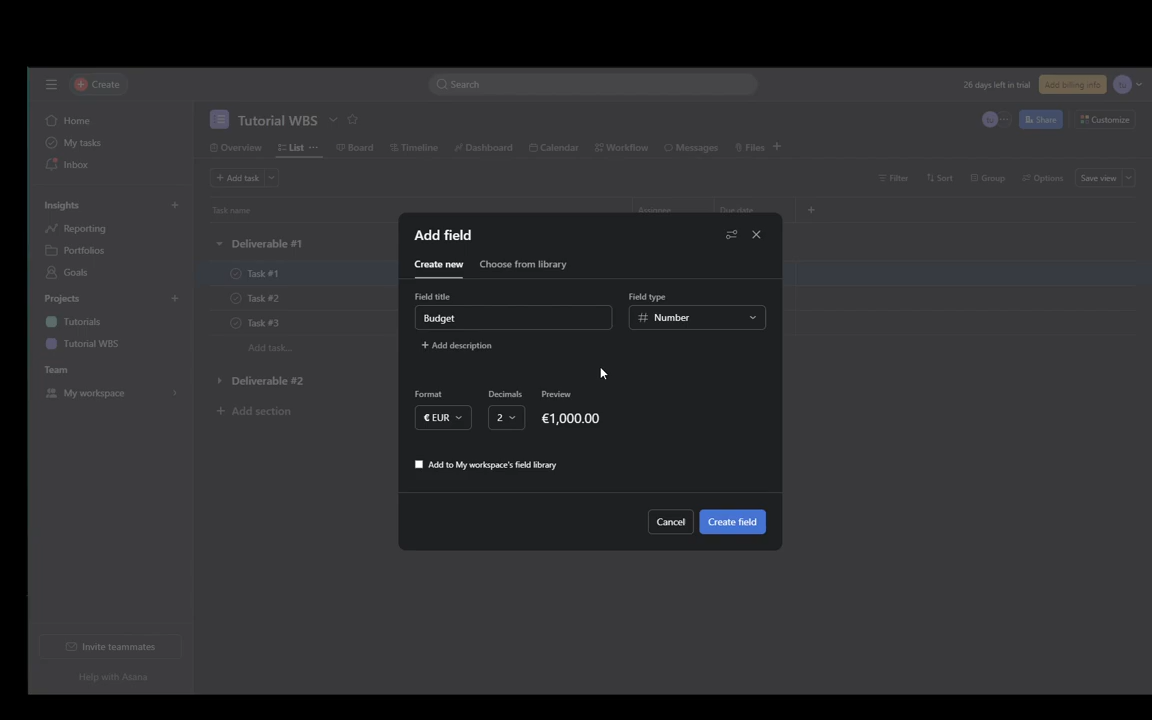 Create
Search
26 days left in trial
Add billing info
Home
My tasks
Inbox
Tutorial WBS
Share
Customize
Overview
List
Board
Timeline
Dashboard
Calendar
Workflow
Messages
Files
+ Add task
Filter
Sort
Group
Options
Save view
Insights
Reporting
Portfolios
Goals
Projects
Tutorials
Tutorial WBS
Team
My workspace
Invite teammates
Help with Asana
Task name
Assignee
Due date
Deliverable #1
Task #1
Task #2
Task #3
Add task...
Deliverable #2
+ Add section
Add field
Create new
Choose from library
Field title
Field type
Budget
# Number
+ Add description
Format
Decimals
Preview
€ EUR
2
€1,000.00
Add to My workspace's field library
Cancel
Create field